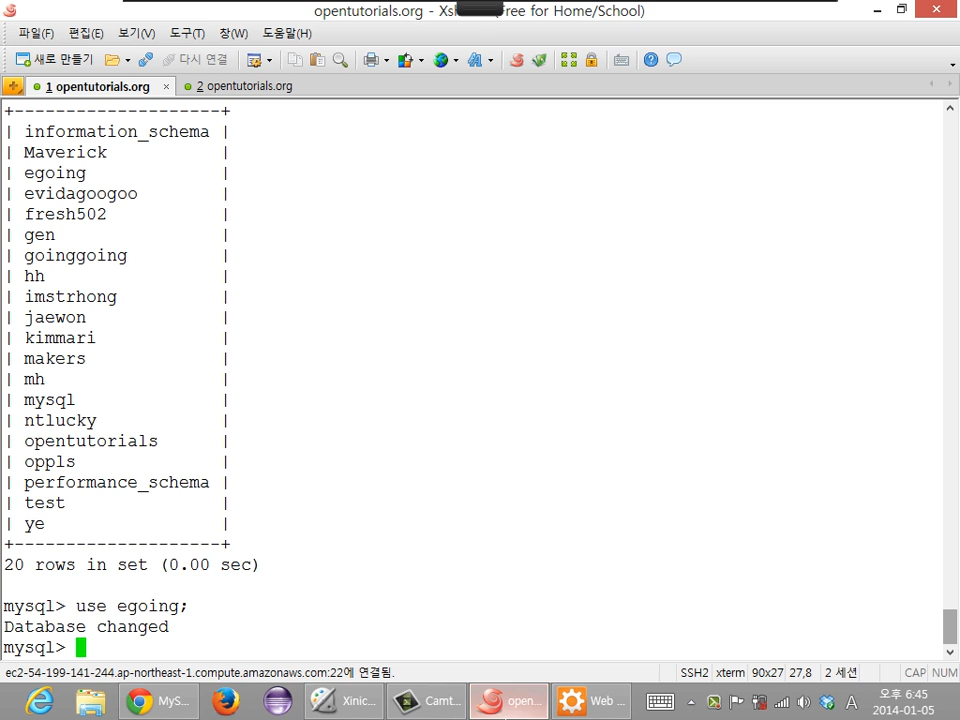 opentutorials.org - Xsh (Free for Home/School)
파일(F) 편집(E) 보기(V) 도구(T) 창(W) 도움말(H)
새로 만들기 다시 연결
1 opentutorials.org × 2 opentutorials.org
+--------------------+
| information_schema |
| Maverick |
| egoing |
| evidagoogoo |
| fresh502 |
| gen |
| goinggoing |
| hh |
| imstrhong |
| jaewon |
| kimmari |
| makers |
| mh |
| mysql |
| ntlucky |
| opentutorials |
| oppls |
| performance_schema |
| test |
| ye |
+--------------------+
20 rows in set (0.00 sec)
mysql> use egoing;
Database changed
mysql>
ec2-54-199-141-244.ap-northeast-1.compute.amazonaws.com:22에 연결됨. SSH2 xterm 90x27 27,8 2 세션 CAP NUM
MyS... Xinic... Camt... open... Web ... A 오후 6:45
2014-01-05